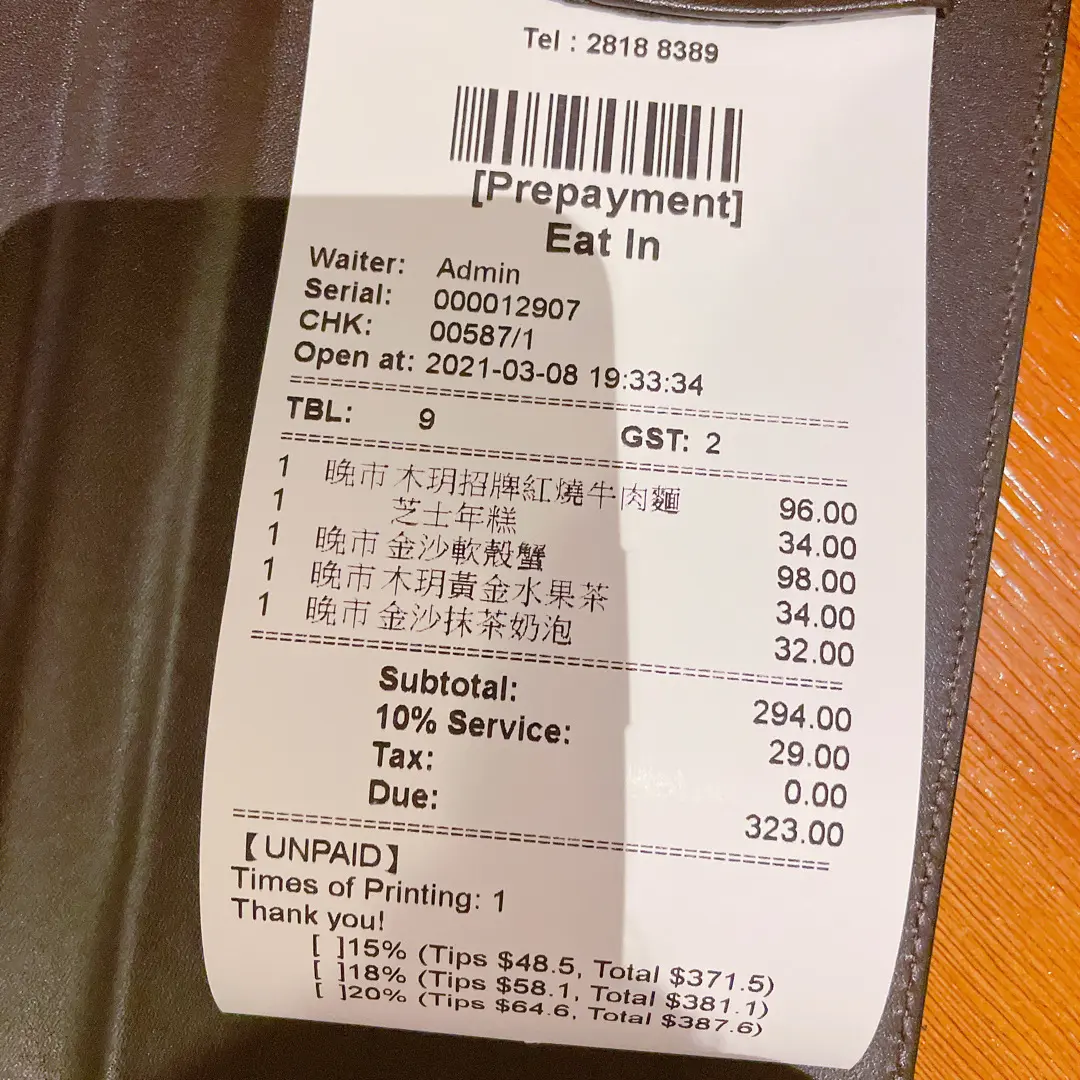 Tel : 2818 8389
[Prepayment]
Eat In
Waiter: Admin
Serial: 000012907
CHK: 00587/1
Open at: 2021-03-08 19:33:34
TBL: 9 GST: 2
1 晚市 木玥招牌紅燒牛肉麵 96.00
1 芝士年糕 34.00
1 晚市 金沙軟殼蟹 98.00
1 晚市 木玥黃金水果茶 34.00
1 晚市 金沙抹茶奶泡 32.00
Subtotal: 294.00
10% Service: 29.00
Tax: 0.00
Due: 323.00
【UNPAID】
Times of Printing: 1
Thank you!
[ ]15% (Tips $48.5, Total $371.5)
[ ]18% (Tips $58.1, Total $381.1)
[ ]20% (Tips $64.6, Total $387.6)